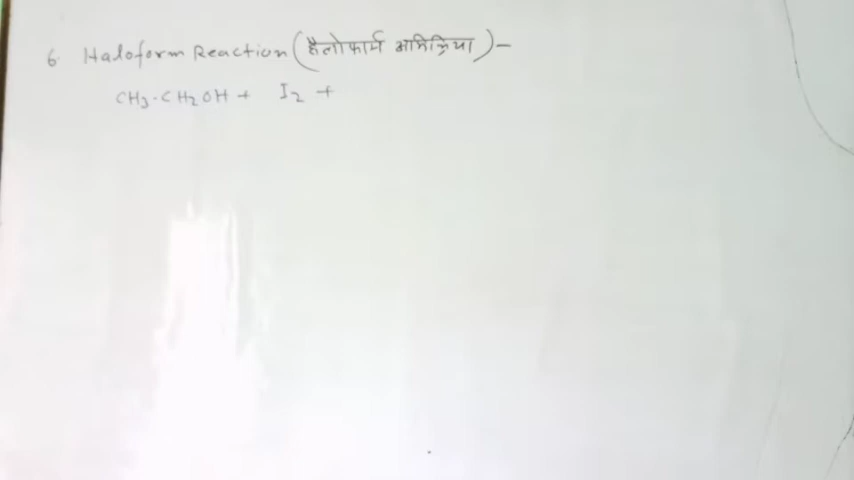 6 Haloform Reaction (हैलोफार्म अभिक्रिया) –
CH3·CH2OH + I2 +